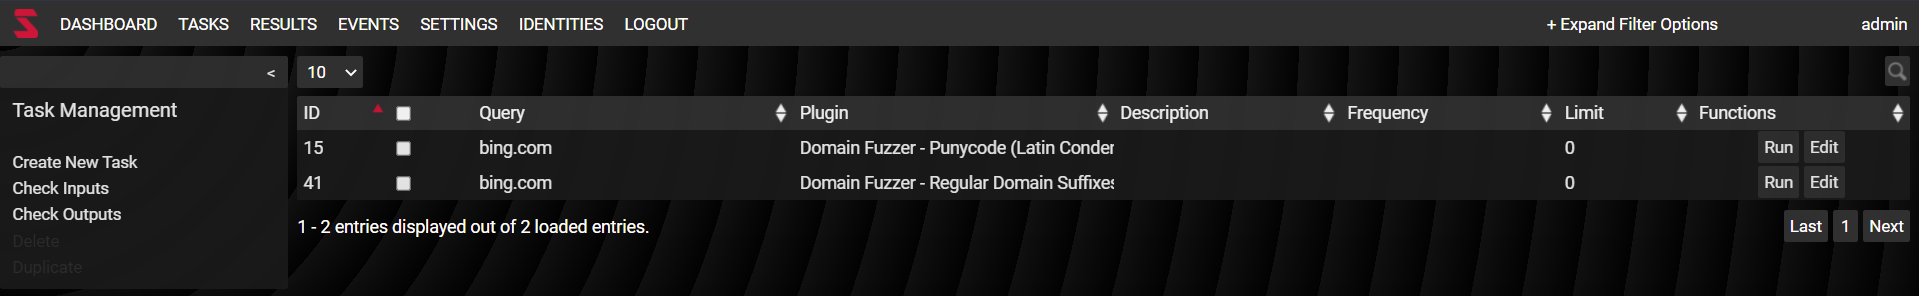 DASHBOARD TASKS RESULTS EVENTS SETTINGS IDENTITIES LOGOUT + Expand Filter Options admin
< 10
Task Management
Create New Task
Check Inputs
Check Outputs
Delete
Duplicate
ID Query Plugin Description Frequency Limit Functions
15 bing.com Domain Fuzzer - Punycode (Latin Conden 0 Run Edit
41 bing.com Domain Fuzzer - Regular Domain Suffixes 0 Run Edit
1 - 2 entries displayed out of 2 loaded entries. Last 1 Next